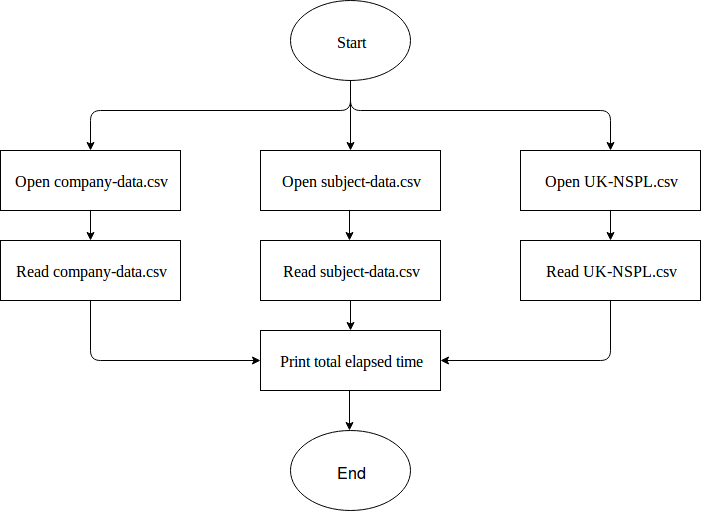 Start
Open company-data.csv
Open subject-data.csv
Open UK-NSPL.csv
Read company-data.csv
Read subject-data.csv
Read UK-NSPL.csv
Print total elapsed time
End